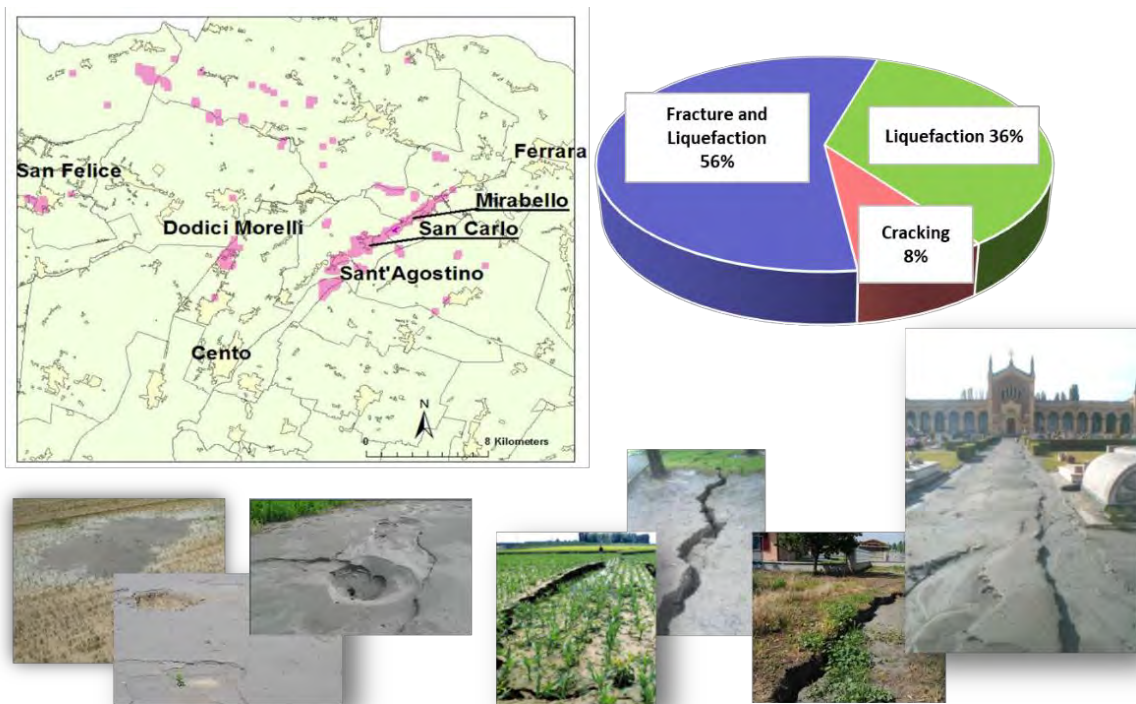 San Felice
Dodici Morelli
Ferrara
Mirabello
San Carlo
Sant'Agostino
Cento
N
0
8 Kilometers
Fracture and
Liquefaction
56%
Liquefaction 36%
Cracking
8%